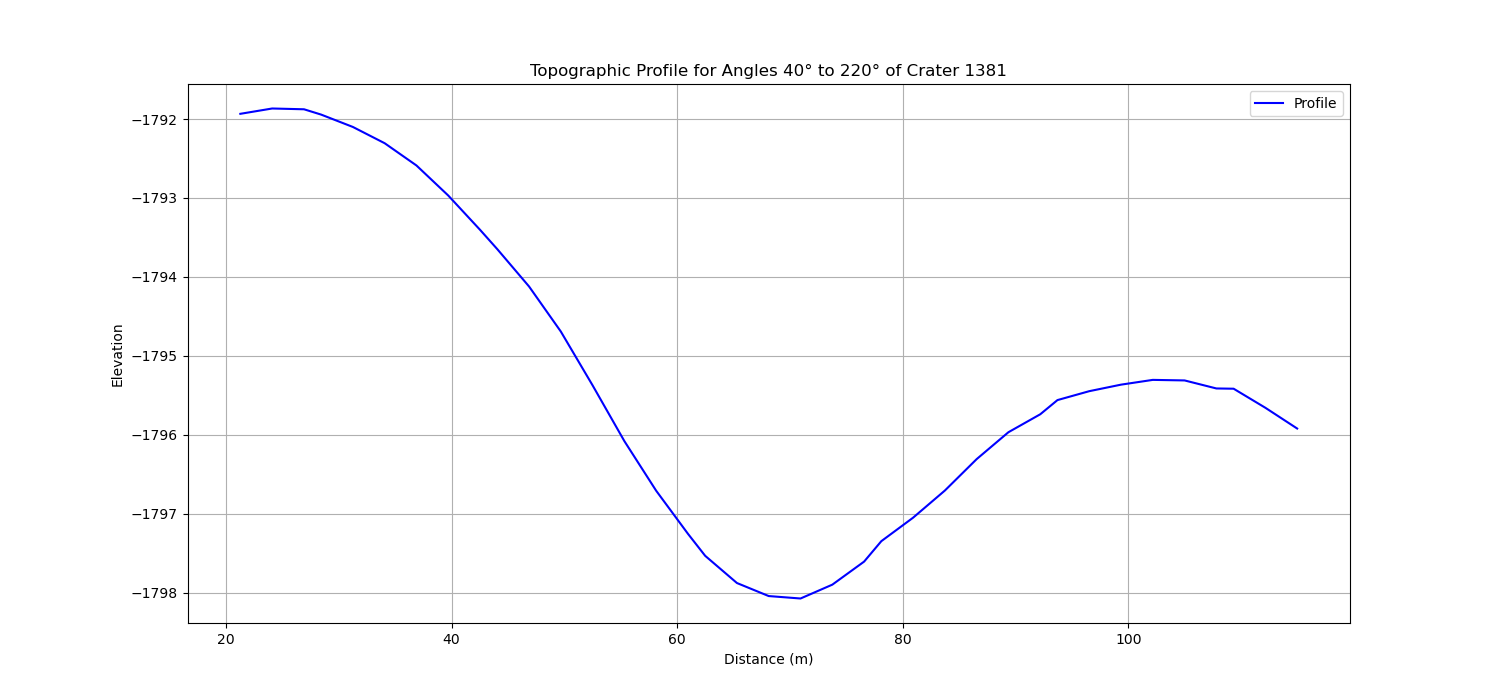 Topographic Profile for Angles 40° to 220° of Crater 1381
Profile
−1792
−1793
−1794
−1795
−1796
−1797
−1798
Elevation
20 40 60 80 100
Distance (m)